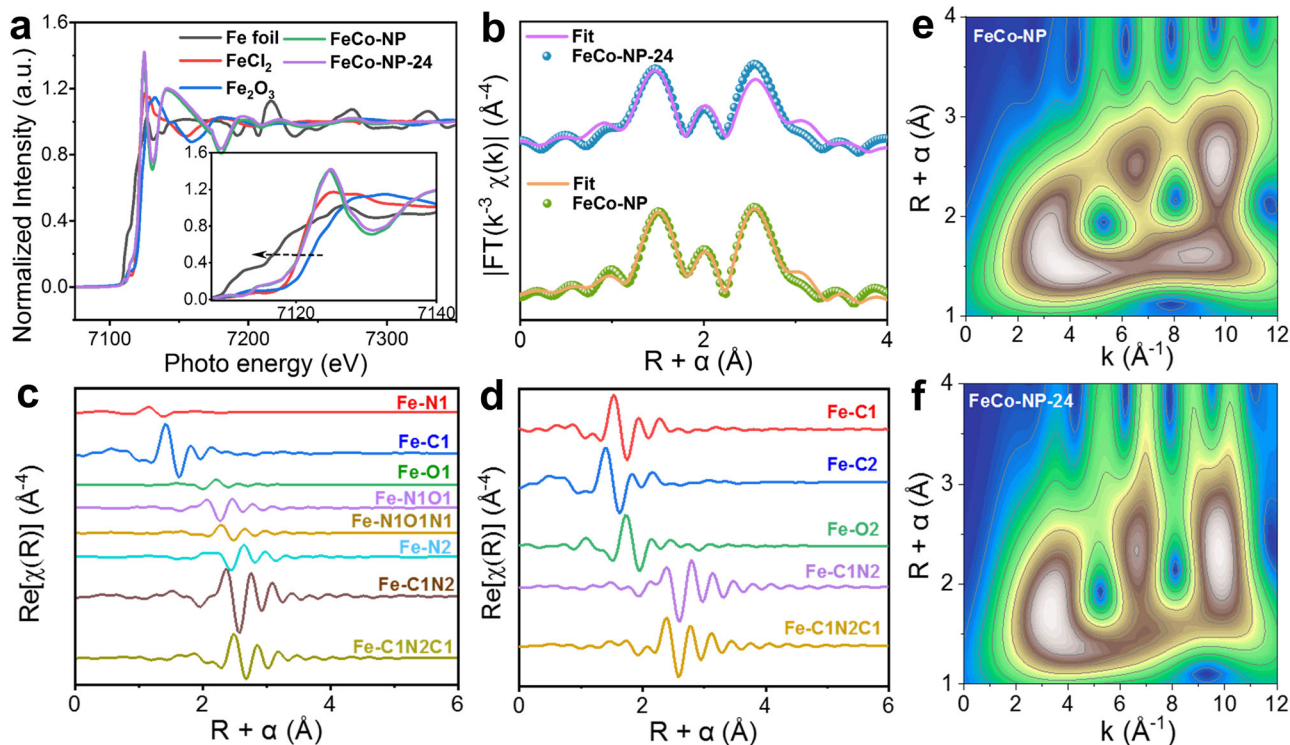 a
Normalized Intensity (a.u.)
1.6
1.2
0.8
0.4
0.0
Fe foil
FeCl₂
Fe₂O₃
FeCo-NP
FeCo-NP-24
1.6
1.2
0.8
0.4
0.0
7120
7140
7100
7200
7300
Photo energy (eV)
b
|FT(k⁻³ χ(k)| (Å⁻⁴)
Fit
FeCo-NP-24
Fit
FeCo-NP
0 1 2 3 4
R + α (Å)
e
FeCo-NP
R + α (Å)
4
3
2
1
0 2 4 6 8 10 12
k (Å⁻¹)
c
Re[χ(R)] (Å⁻⁴)
Fe-N1
Fe-C1
Fe-O1
Fe-N1O1
Fe-N1O1N1
Fe-N2
Fe-C1N2
Fe-C1N2C1
0 2 4 6
R + α (Å)
d
Re[χ(R)] (Å⁻⁴)
Fe-C1
Fe-C2
Fe-O2
Fe-C1N2
Fe-C1N2C1
0 2 4 6
R + α (Å)
f
FeCo-NP-24
R + α (Å)
4
3
2
1
0 2 4 6 8 10 12
k (Å⁻¹)